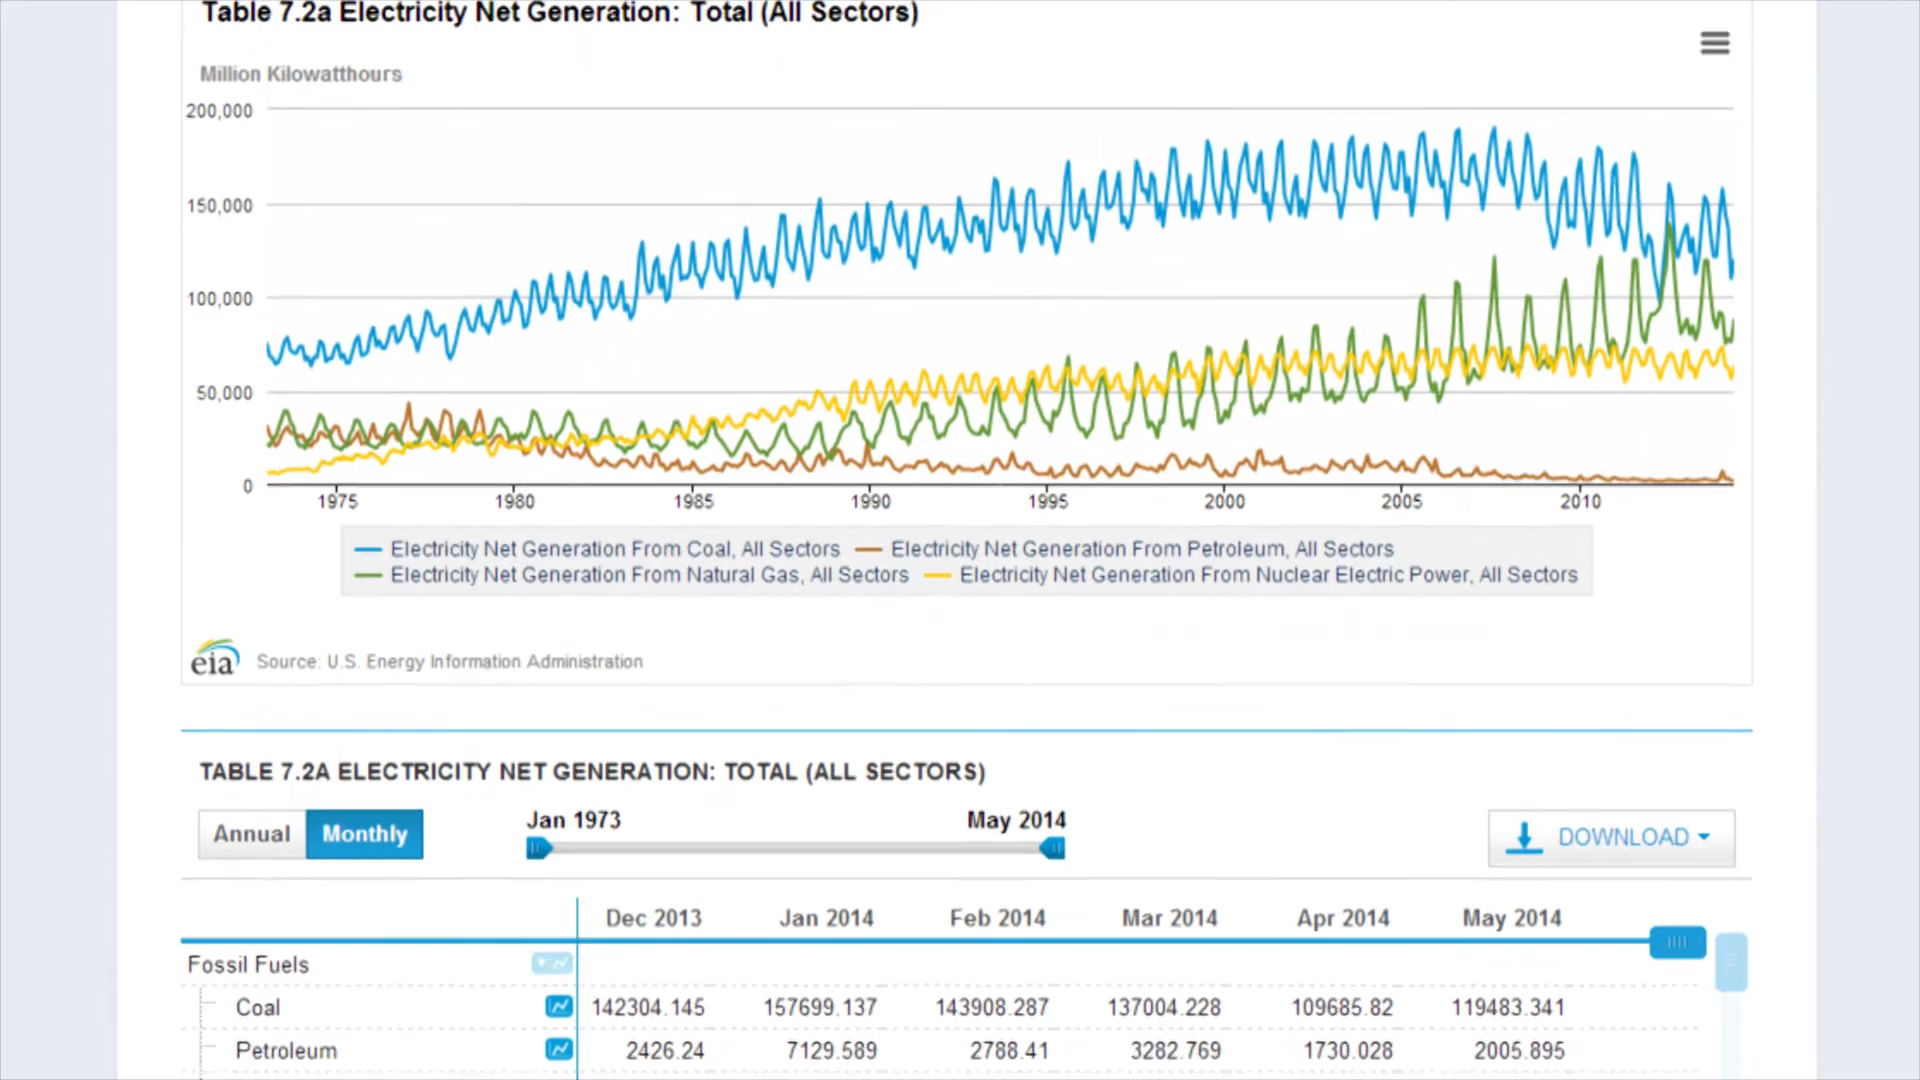 Table 7.2a Electricity Net Generation: Total (All Sectors)
Million Kilowatthours
200,000
150,000
100,000
50,000
0
1975 1980 1985 1990 1995 2000 2005 2010
Electricity Net Generation From Coal, All Sectors Electricity Net Generation From Petroleum, All Sectors
Electricity Net Generation From Natural Gas, All Sectors Electricity Net Generation From Nuclear Electric Power, All Sectors
eia Source: U.S. Energy Information Administration
TABLE 7.2A ELECTRICITY NET GENERATION: TOTAL (ALL SECTORS)
Jan 1973 May 2014
Annual Monthly DOWNLOAD
Dec 2013 Jan 2014 Feb 2014 Mar 2014 Apr 2014 May 2014
Fossil Fuels
Coal 142304.145 157699.137 143908.287 137004.228 109685.82 119483.341
Petroleum 2426.24 7129.589 2788.41 3282.769 1730.028 2005.895